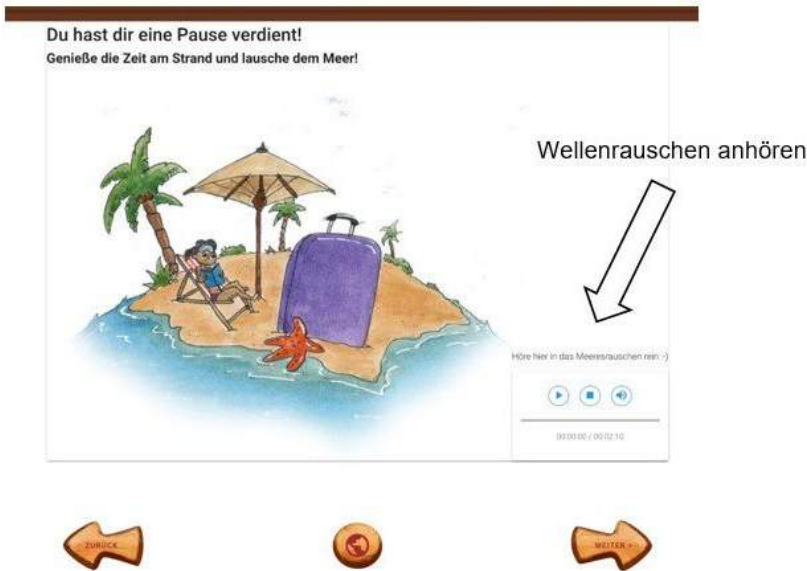 Du hast dir eine Pause verdient!
Genieße die Zeit am Strand und lausche dem Meer!
Wellenrauschen anhören
Höre hier in das Meeresrauschen rein :-)
00:00:00 / 00:02:10
ZURÜCK
WEITER »